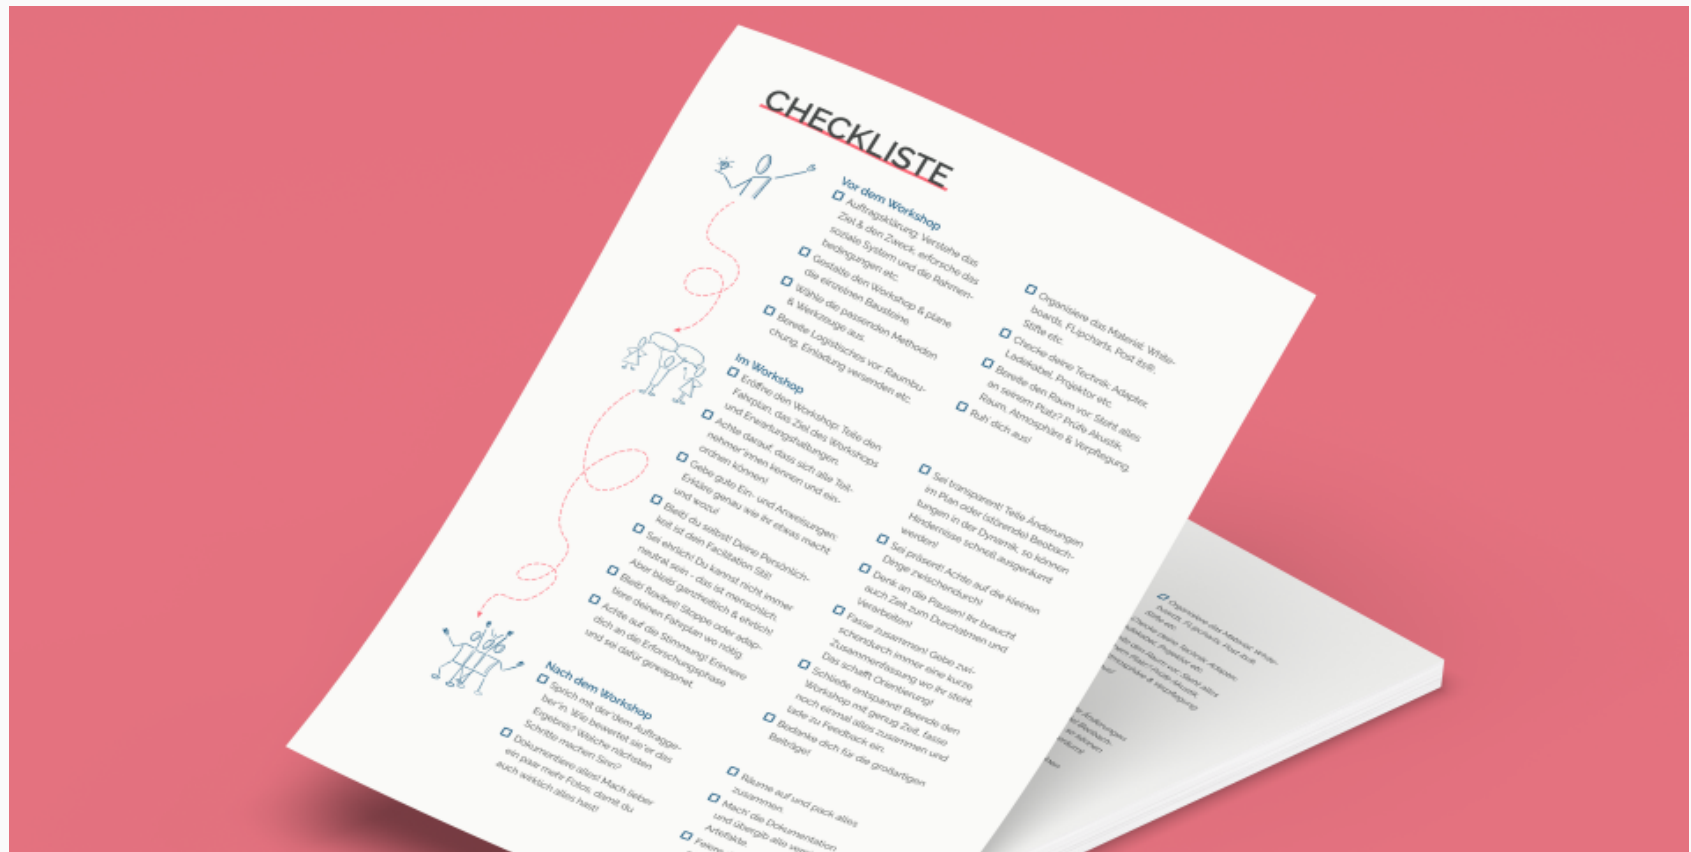 CHECKLISTE
Vor dem Workshop
Auftragsklärung: Verstehe das
Ziel & den Zweck, erforsche das
soziale System und die Rahmen-
bedingungen etc.
Gestalte den Workshop & plane
die einzelnen Bausteine.
Wähle die passenden Methoden
& Werkzeuge aus.
Bereite Logistisches vor: Raumbu-
chung, Einladung versenden etc.
Organisiere das Material: White-
boards, FLipcharts, Post its®,
Stifte etc.
Checke deine Technik: Adapter,
Ladekabel, Projektor etc.
Bereite den Raum vor: Steht alles
an seinem Platz? Prüfe Akustik,
Raum, Atmosphäre & Verpflegung.
Ruh' dich aus!
Im Workshop
Eröffne den Workshop: Teile den
Fahrplan, das Ziel des Workshops
und Erwartungshaltungen.
Achte darauf, dass sich alle Teil-
nehmer*innen kennen und ein-
ordnen können!
Gebe gute Ein- und Anweisungen:
Erkläre genau wie ihr etwas macht
und wozu!
Bleib! du selbst! Deine Persönlich-
keit ist dein Facilitation Stil!
Sei ehrlich! Du kannst nicht immer
neutral sein - das ist menschlich.
Aber bleib ganzheitlich & ehrlich!
Bleib flexibel! Stoppe oder adap-
tiere deinen Fahrplan wo nötig.
Achte auf die Stimmung! Erinnere
dich an die Erforschungsphase
und sei dafür gewappnet.
Sei transparent! Teile Änderungen
im Plan oder (störende) Beobach-
tungen in der Dynamik, so können
Hindernisse schnell ausgeräumt
werden!
Sei präsent! Achte auf die kleinen
Dinge zwischendurch!
Denk an die Pausen! Ihr braucht
auch Zeit zum Durchatmen und
Verarbeiten!
Fasse zusammen! Gebe zwi-
schendurch immer eine kurze
Zusammenfassung wo ihr steht.
Das schafft Orientierung!
Schließe entspannt! Beende den
Workshop mit genug Zeit, fasse
noch einmal alles zusammen und
lade zu Feedback ein.
Bedanke dich für die großartigen
Beiträge!
Nach dem Workshop
Sprich mit der*dem Auftragge-
ber*in. Wie bewertet sie*er das
Ergebnis? Welche nächsten
Schritte machen Sinn?
Dokumentiere alles! Mach lieber
ein paar mehr Fotos, damit du
auch wirklich alles hast!
Räume auf und pack alles
zusammen.
Mach' die Dokumentation
und übergib alle
Artefakte.
Organisiere das Material: White-
boards, FLipcharts, Post its®,
Stifte etc.